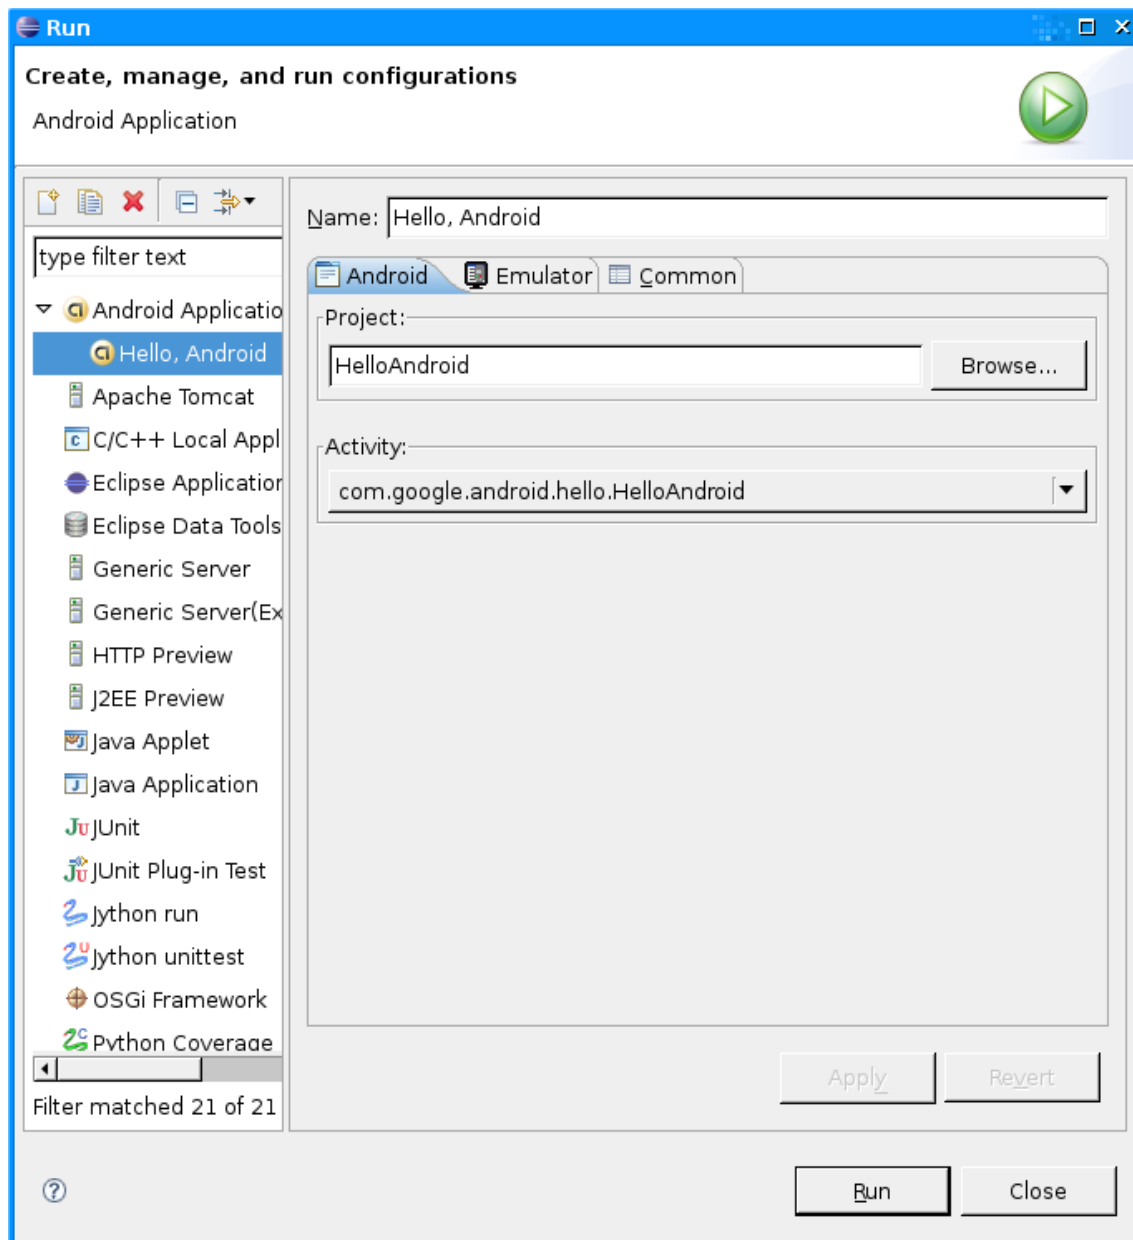 Run
Create, manage, and run configurations
Android Application
type filter text
Android Applicatio
Hello, Android
Apache Tomcat
C/C++ Local Appl
Eclipse Application
Eclipse Data Tools
Generic Server
Generic Server(Ex
HTTP Preview
J2EE Preview
Java Applet
Java Application
JUnit
JUnit Plug-in Test
Jython run
Jython unittest
OSGi Framework
Python Coverage
Filter matched 21 of 21
Name: Hello, Android
Android Emulator Common
Project:
HelloAndroid Browse...
Activity:
com.google.android.hello.HelloAndroid
Apply Revert
Run Close